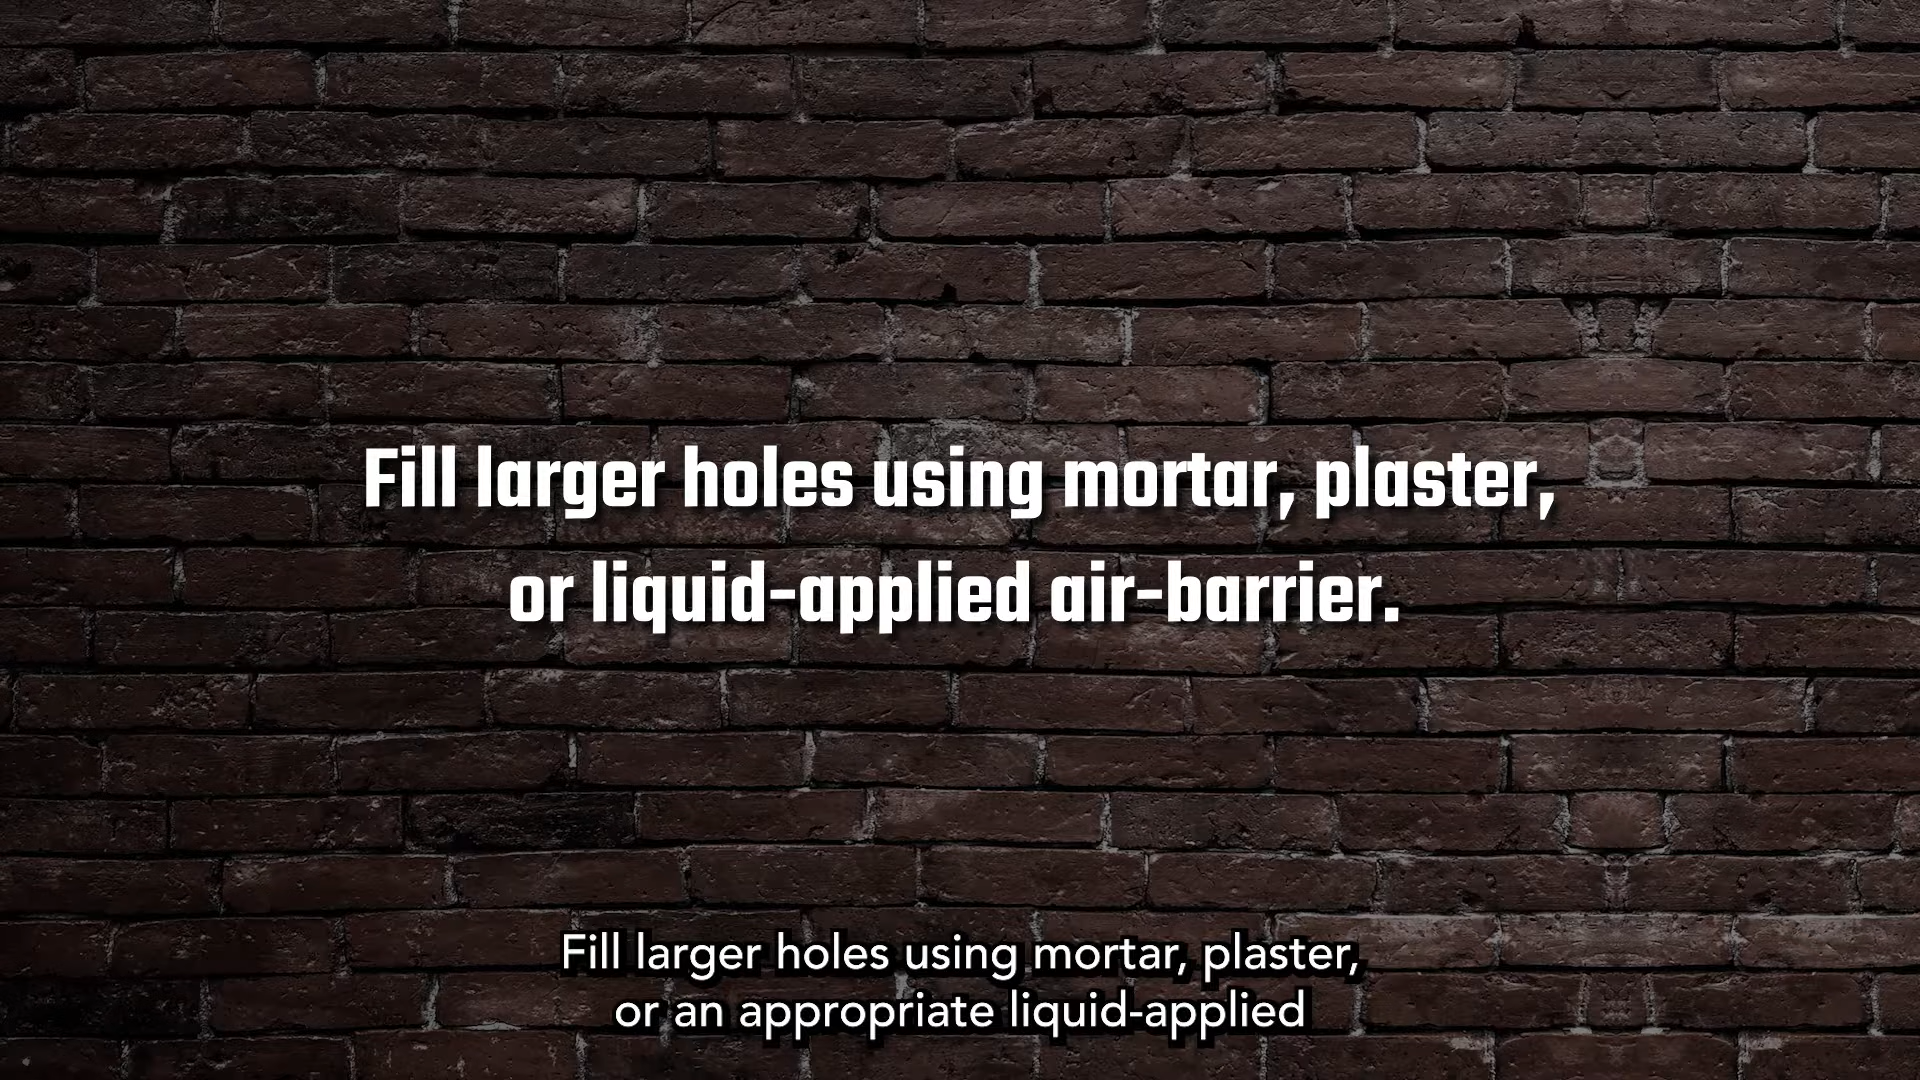 Fill larger holes using mortar, plaster,
or liquid-applied air-barrier.
Fill larger holes using mortar, plaster,
or an appropriate liquid-applied